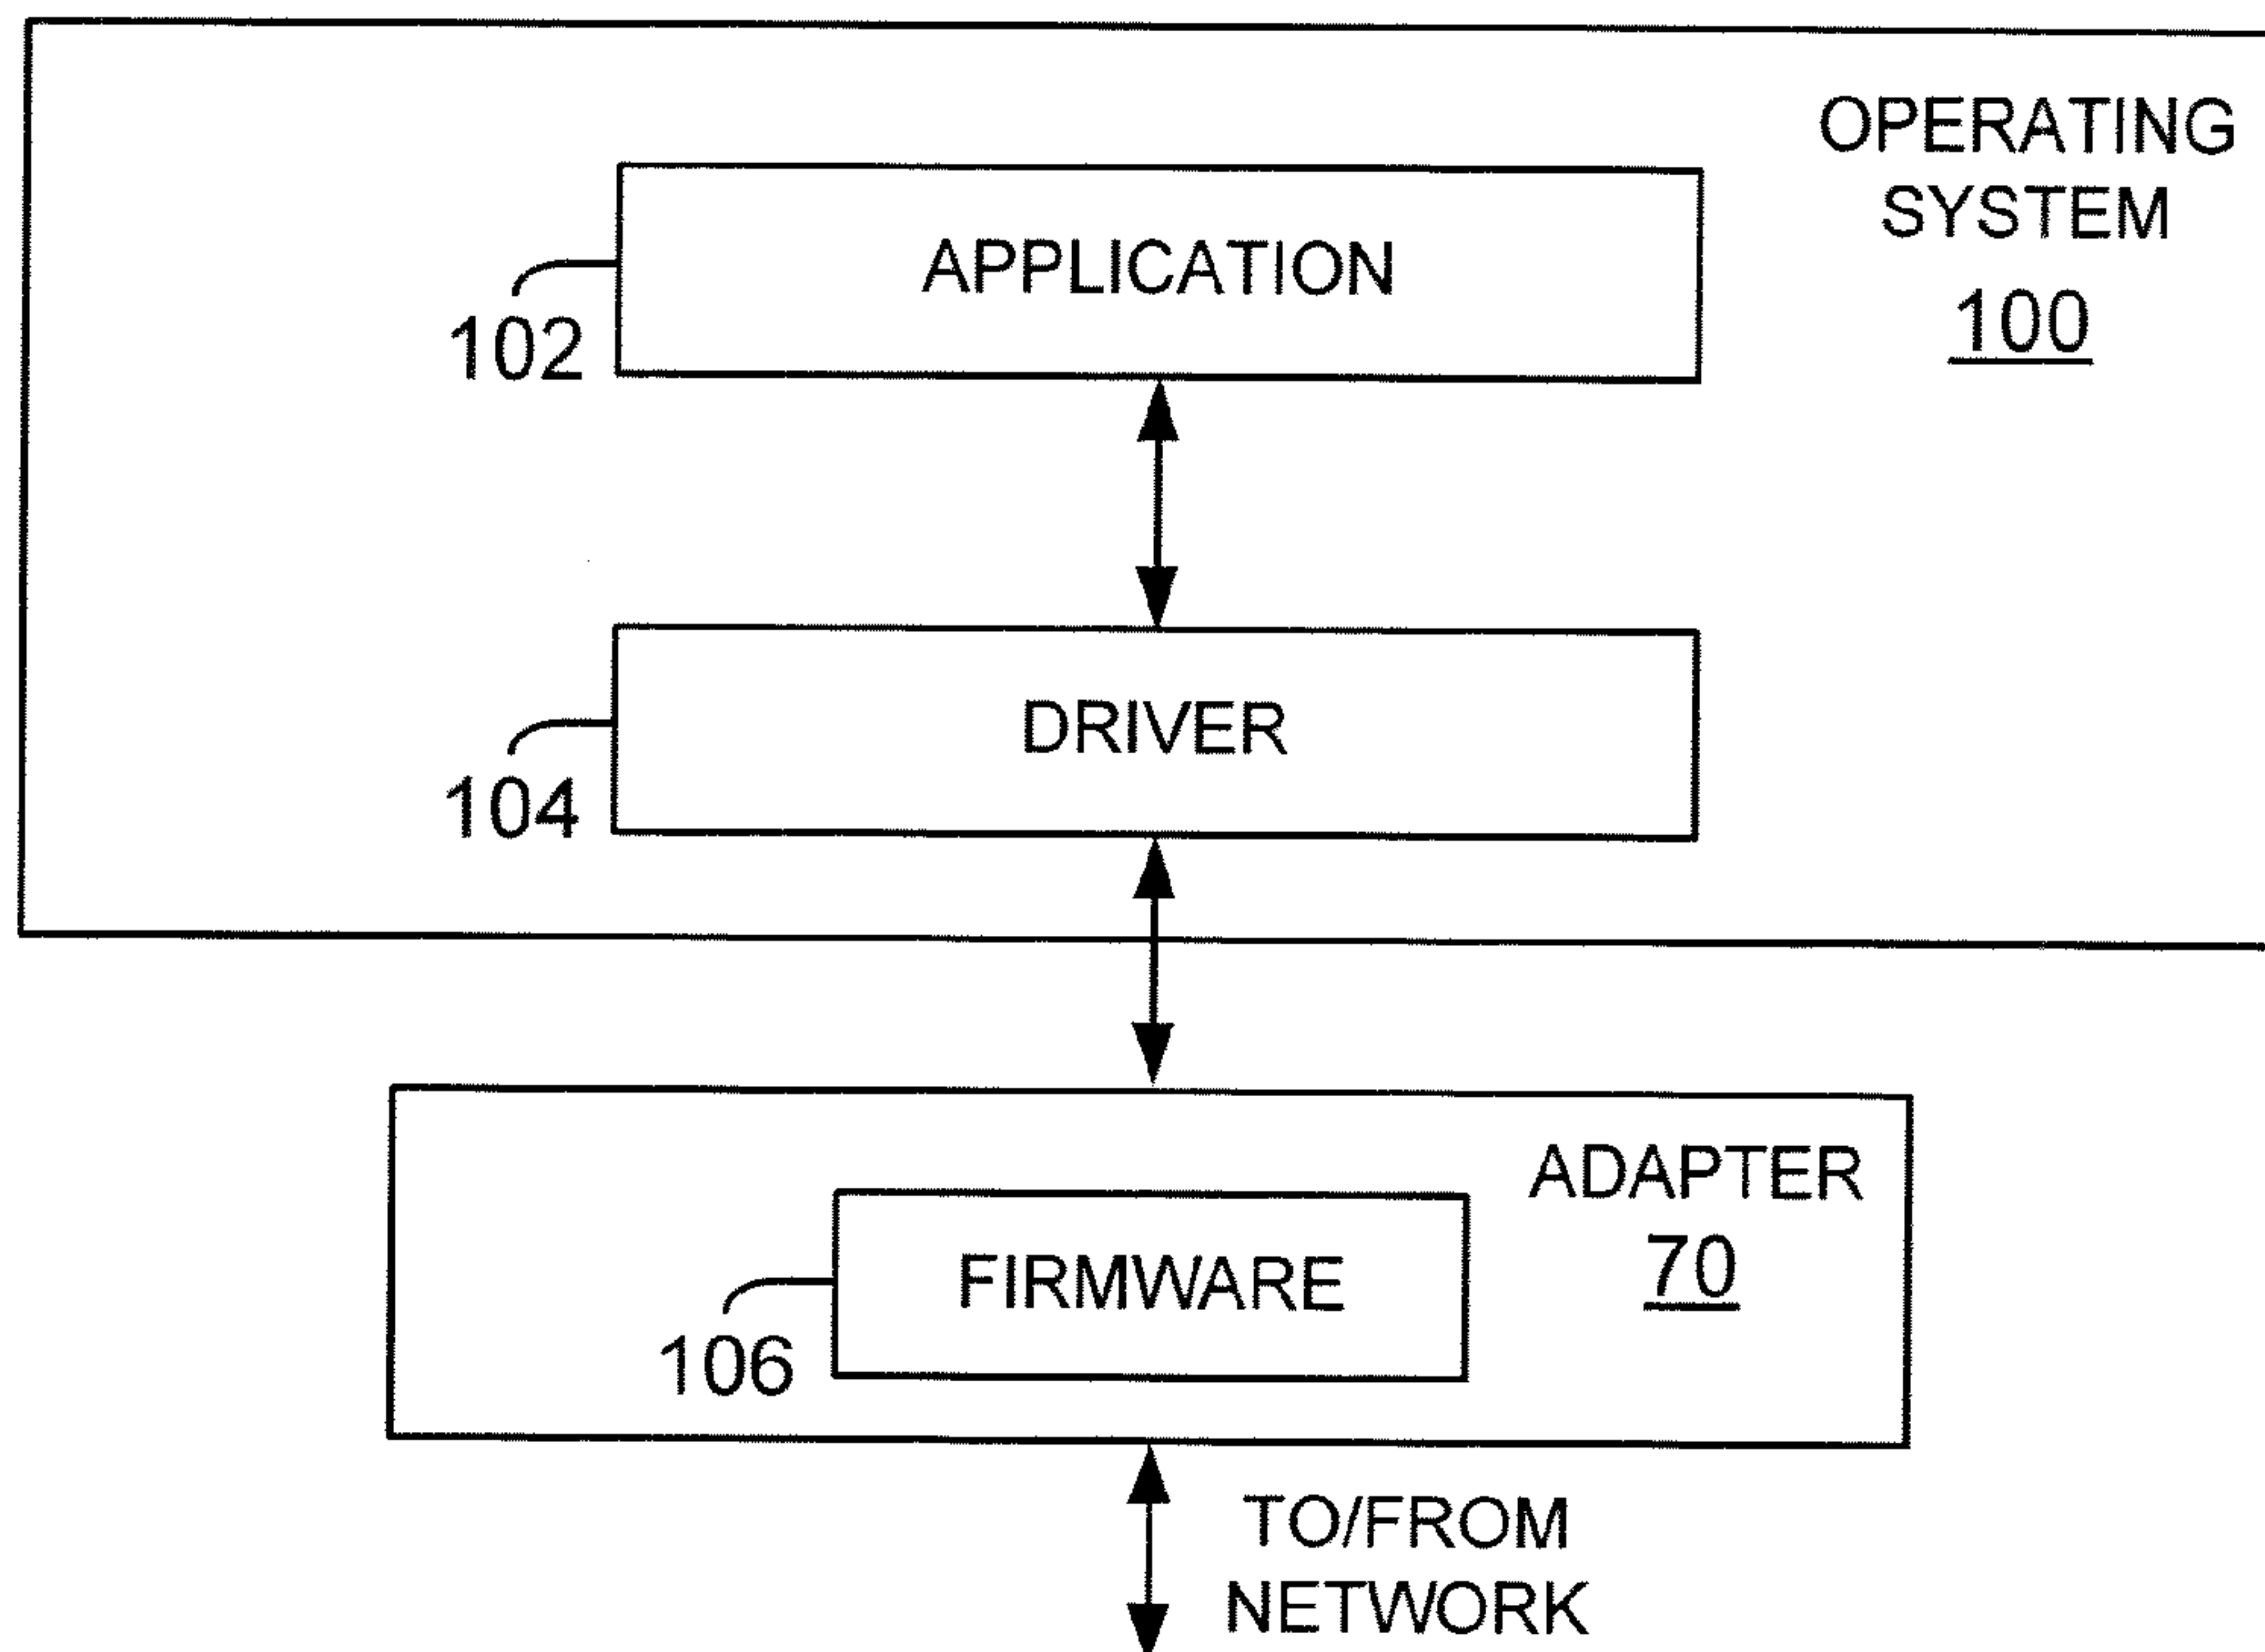 OPERATING
SYSTEM
100
APPLICATION
102
DRIVER
104
ADAPTER
70
FIRMWARE
106
TO/FROM
NETWORK